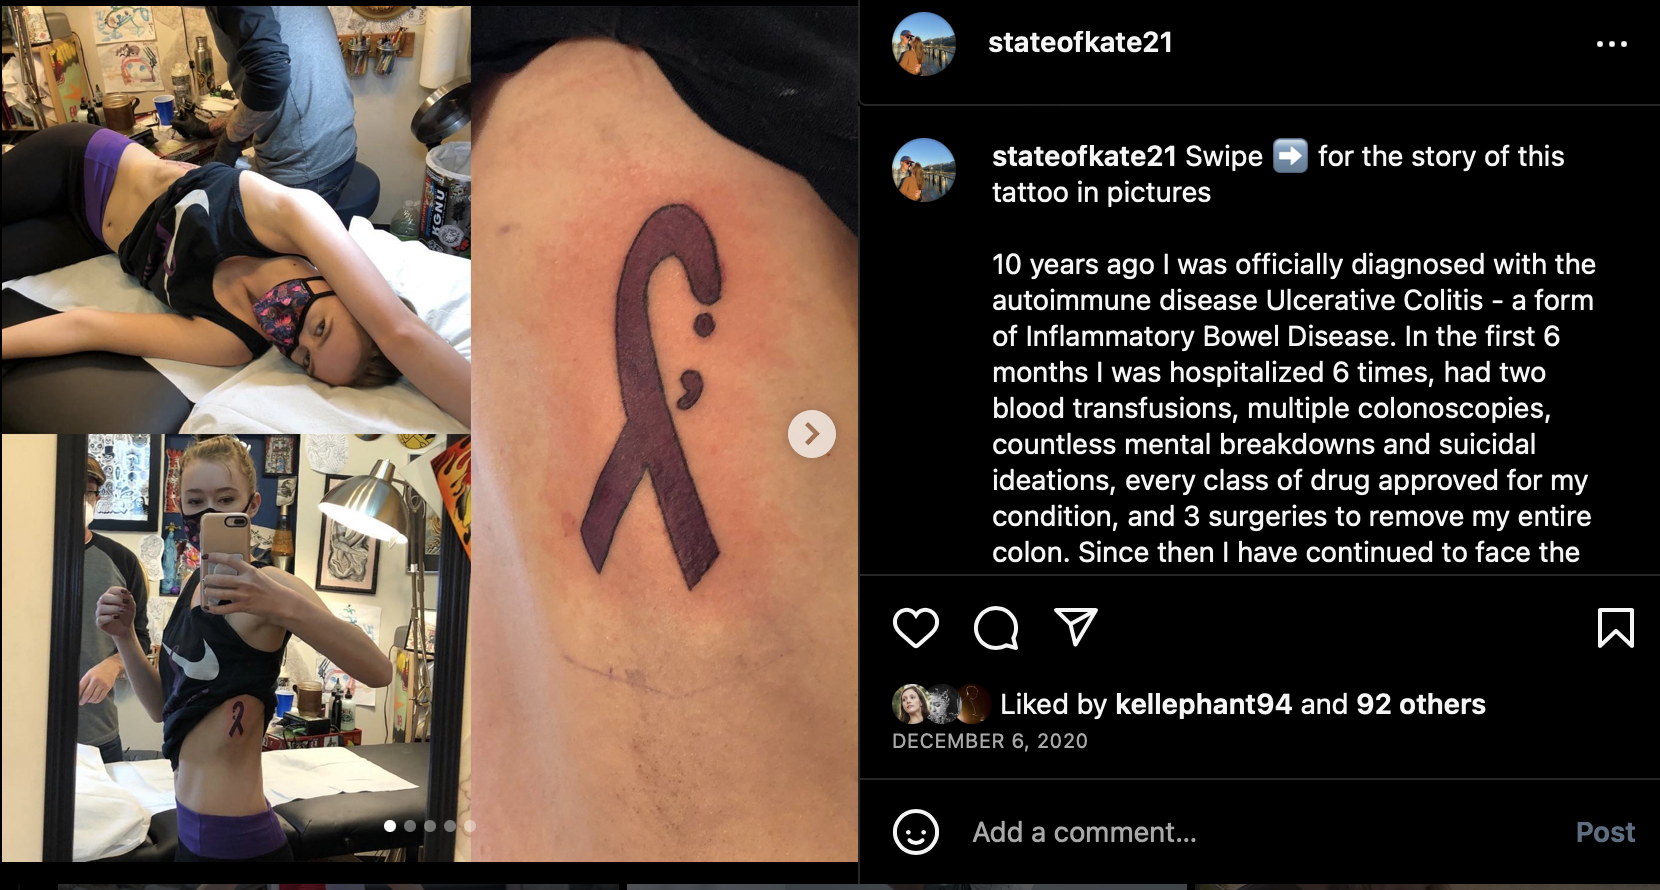 stateofkate21
stateofkate21 Swipe ➡️ for the story of this
tattoo in pictures
10 years ago I was officially diagnosed with the
autoimmune disease Ulcerative Colitis - a form
of Inflammatory Bowel Disease. In the first 6
months I was hospitalized 6 times, had two
blood transfusions, multiple colonoscopies,
countless mental breakdowns and suicidal
ideations, every class of drug approved for my
condition, and 3 surgeries to remove my entire
colon. Since then I have continued to face the
Liked by kellephant94 and 92 others
DECEMBER 6, 2020
Add a comment...
Post
KGNU